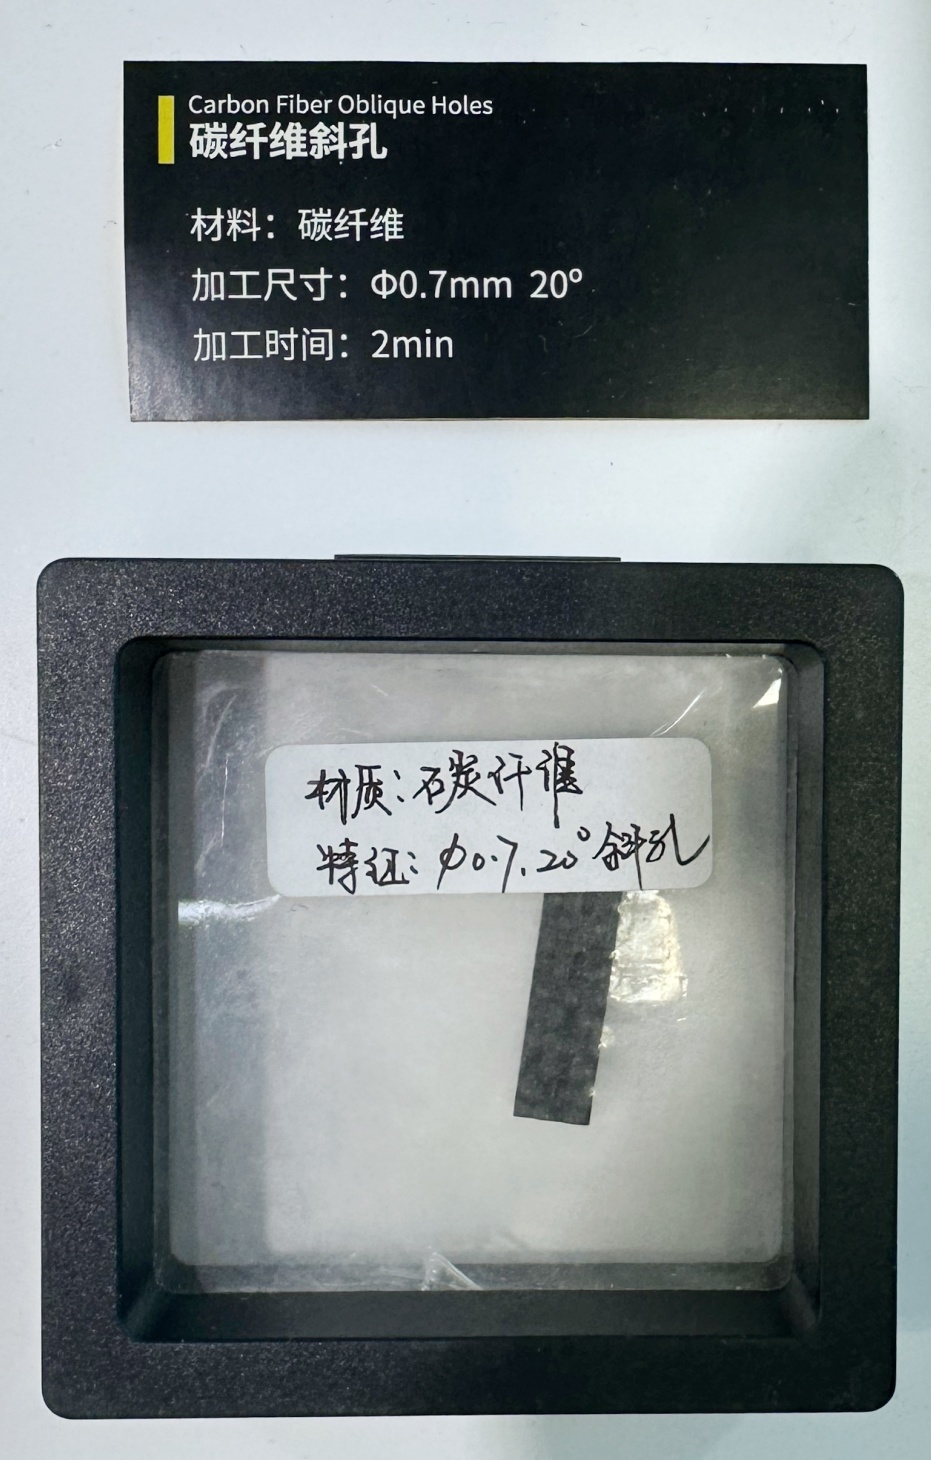 Carbon Fiber Oblique Holes
碳纤维斜孔
材料：碳纤维
加工尺寸：Φ0.7mm 20°
加工时间：2min
材质：碳纤维
特征：φ0.7，20°斜孔